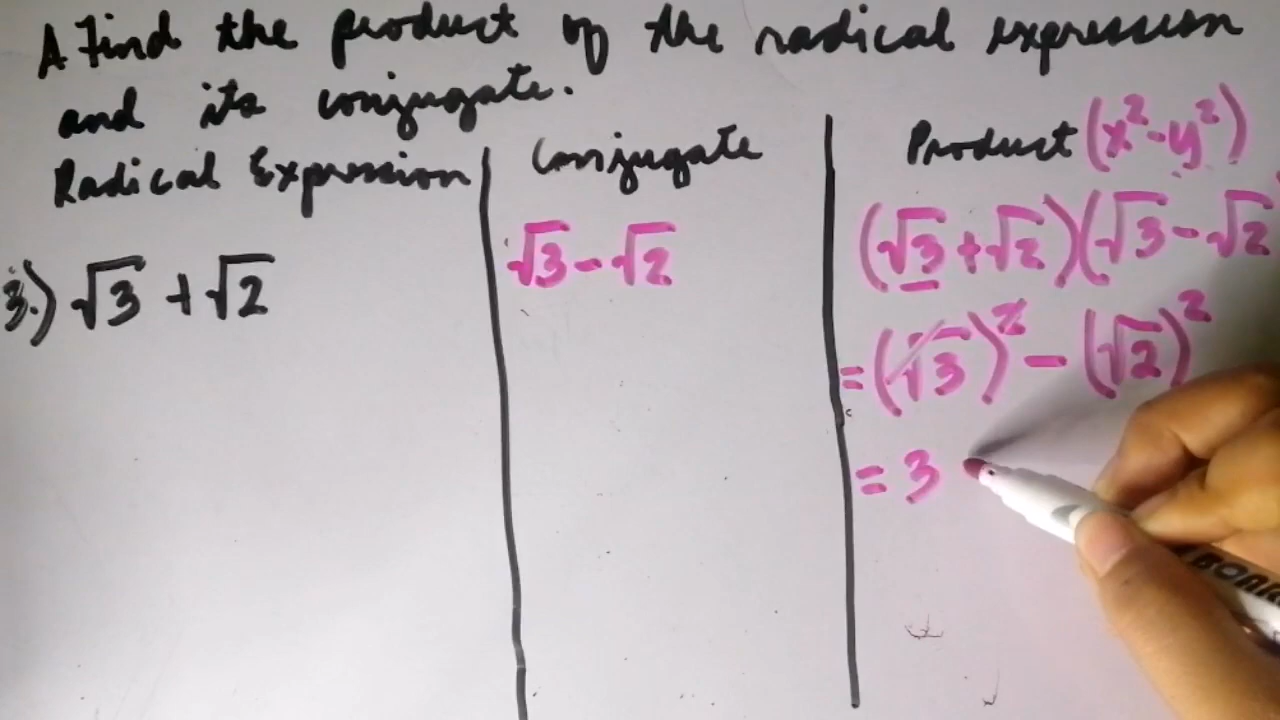 A. Find the product of the radical expression
and its conjugate.
Radical Expression Conjugate Product (x²-y²)
3.) √3 + √2 √3 - √2 (√3 + √2)(√3 - √2
= (√3)² - (√2)²
= 3